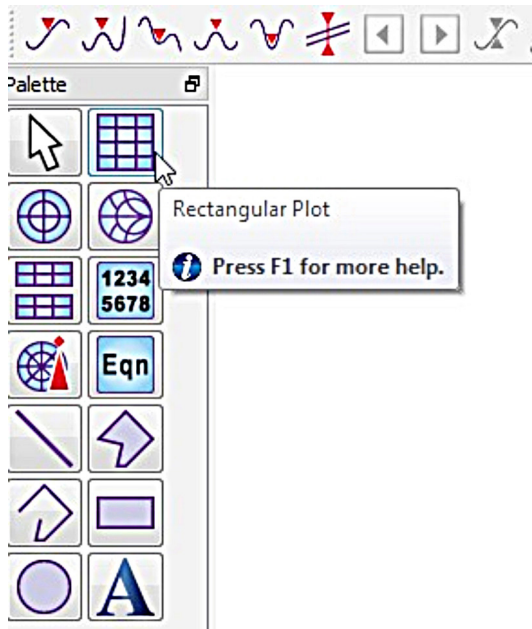 Palette
Rectangular Plot
Press F1 for more help.
1234
5678
Eqn
A